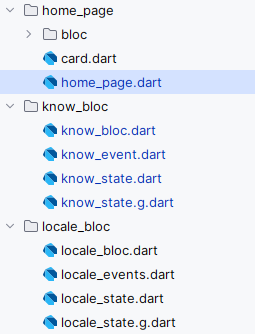 home_page
bloc
card.dart
home_page.dart
know_bloc
know_bloc.dart
know_event.dart
know_state.dart
know_state.g.dart
locale_bloc
locale_bloc.dart
locale_events.dart
locale_state.dart
locale_state.g.dart